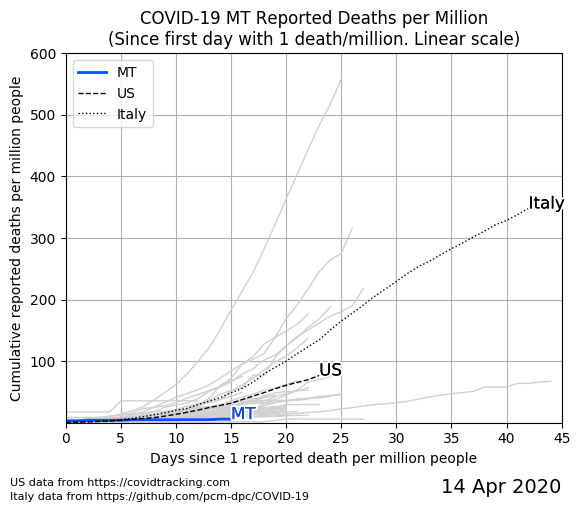 COVID-19 MT Reported Deaths per Million
(Since first day with 1 death/million. Linear scale)
Cumulative reported deaths per million people
600
500
400
300
200
100
MT
US
Italy
Italy
US
MT
0 5 10 15 20 25 30 35 40 45
Days since 1 reported death per million people
US data from https://covidtracking.com
Italy data from https://github.com/pcm-dpc/COVID-19
14 Apr 2020